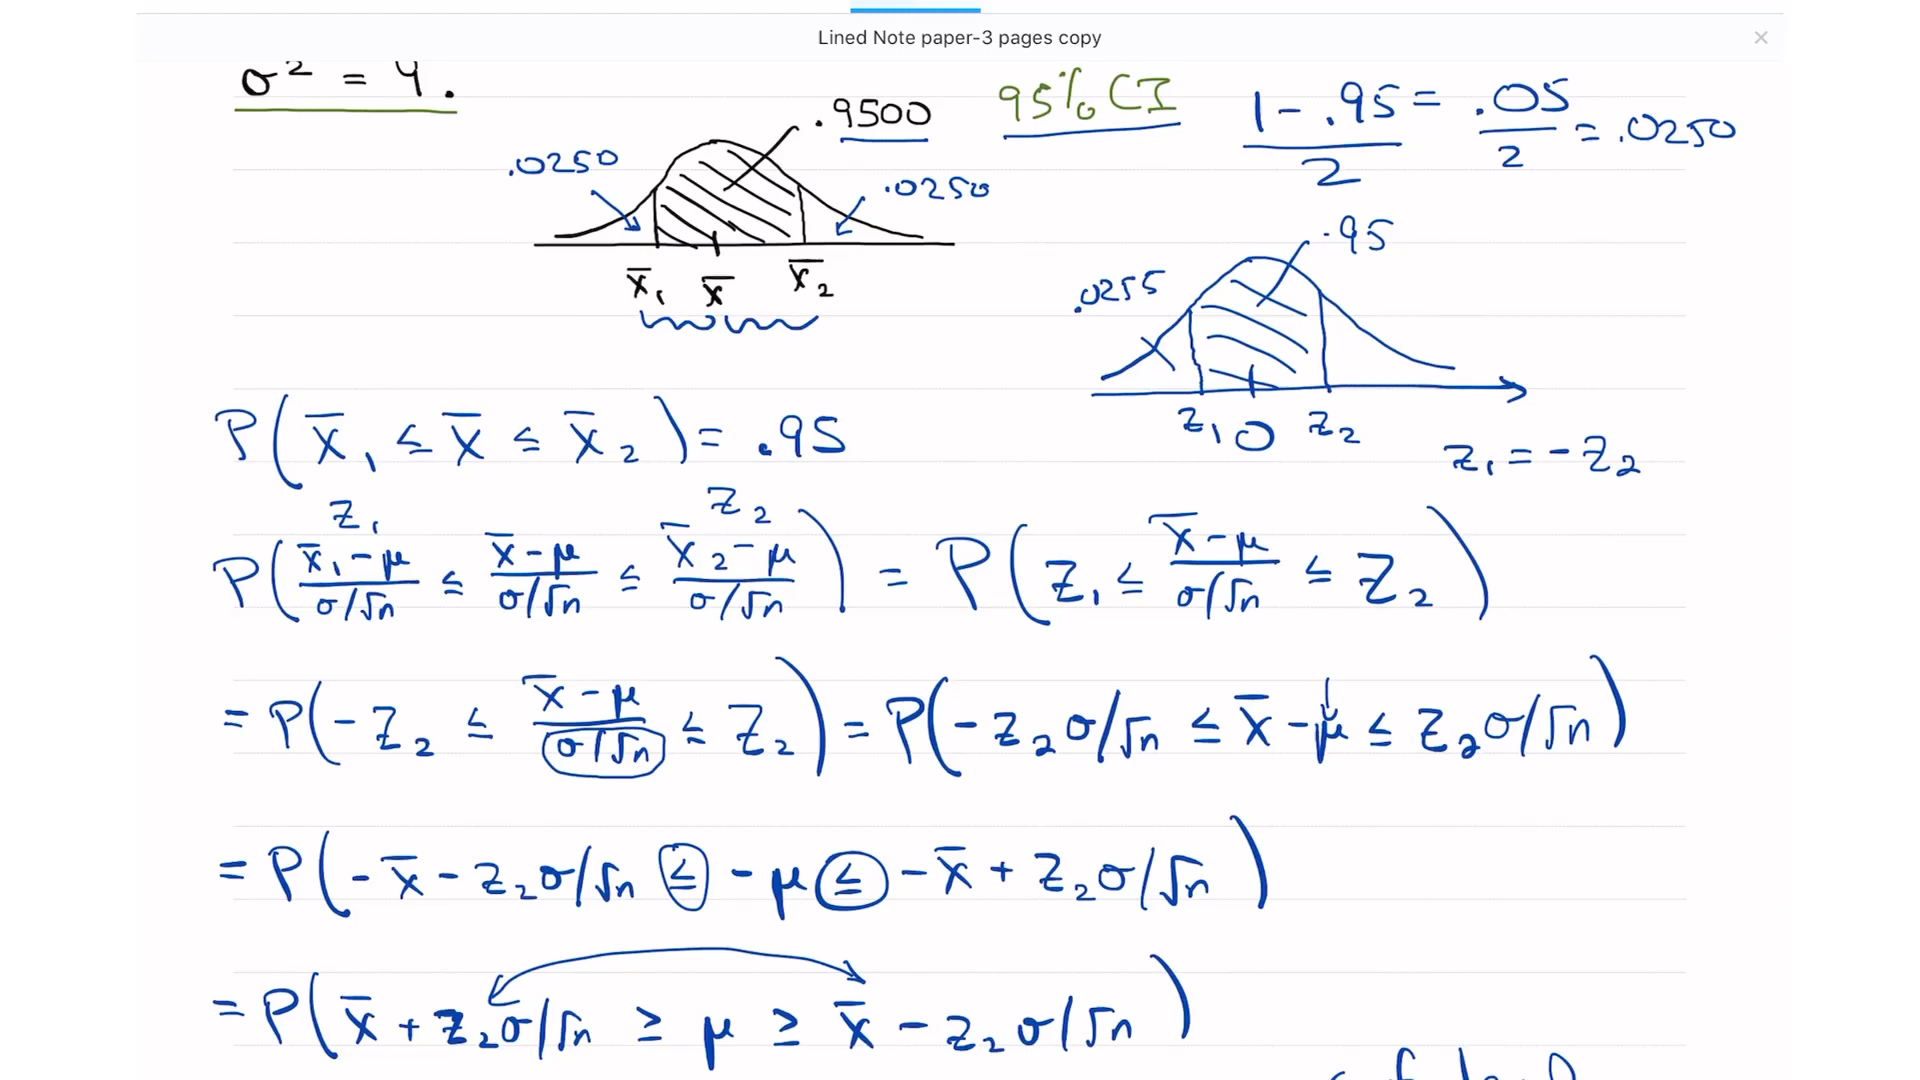 Lined Note paper-3 pages copy
σ² = 4.
.9500
95% CI
1 - .95 / 2 = .05 / 2 = .0250
.0250
.0250
.95
.0255
x̄₁ x̄ x̄₂
z₁ 0 z₂
z₁ = -z₂
P(x̄₁ ≤ x̄ ≤ x̄₂) = .95
z₁ z₂
P((x̄₁ - μ)/(σ/√n) ≤ (x̄ - μ)/(σ/√n) ≤ (x̄₂ - μ)/(σ/√n)) = P(z₁ ≤ (x̄ - μ)/(σ/√n) ≤ z₂)
= P(-z₂ ≤ (x̄ - μ)/(σ/√n) ≤ z₂) = P(-z₂σ/√n ≤ x̄ - μ ≤ z₂σ/√n)
= P(-x̄ - z₂σ/√n ≤ -μ ≤ -x̄ + z₂σ/√n)
= P(x̄ + z₂σ/√n ≥ μ ≥ x̄ - z₂σ/√n)